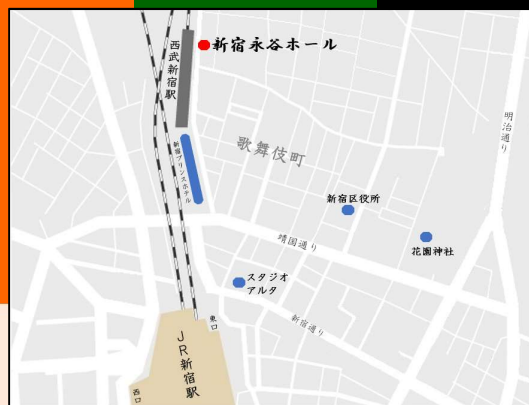 新宿永谷ホール
西武新宿駅
明治通り
歌舞伎町
新宿プリンスホテル
新宿区役所
靖国通り
花園神社
スタジオ
アルタ
新宿通り
東口
JR新宿駅
西口